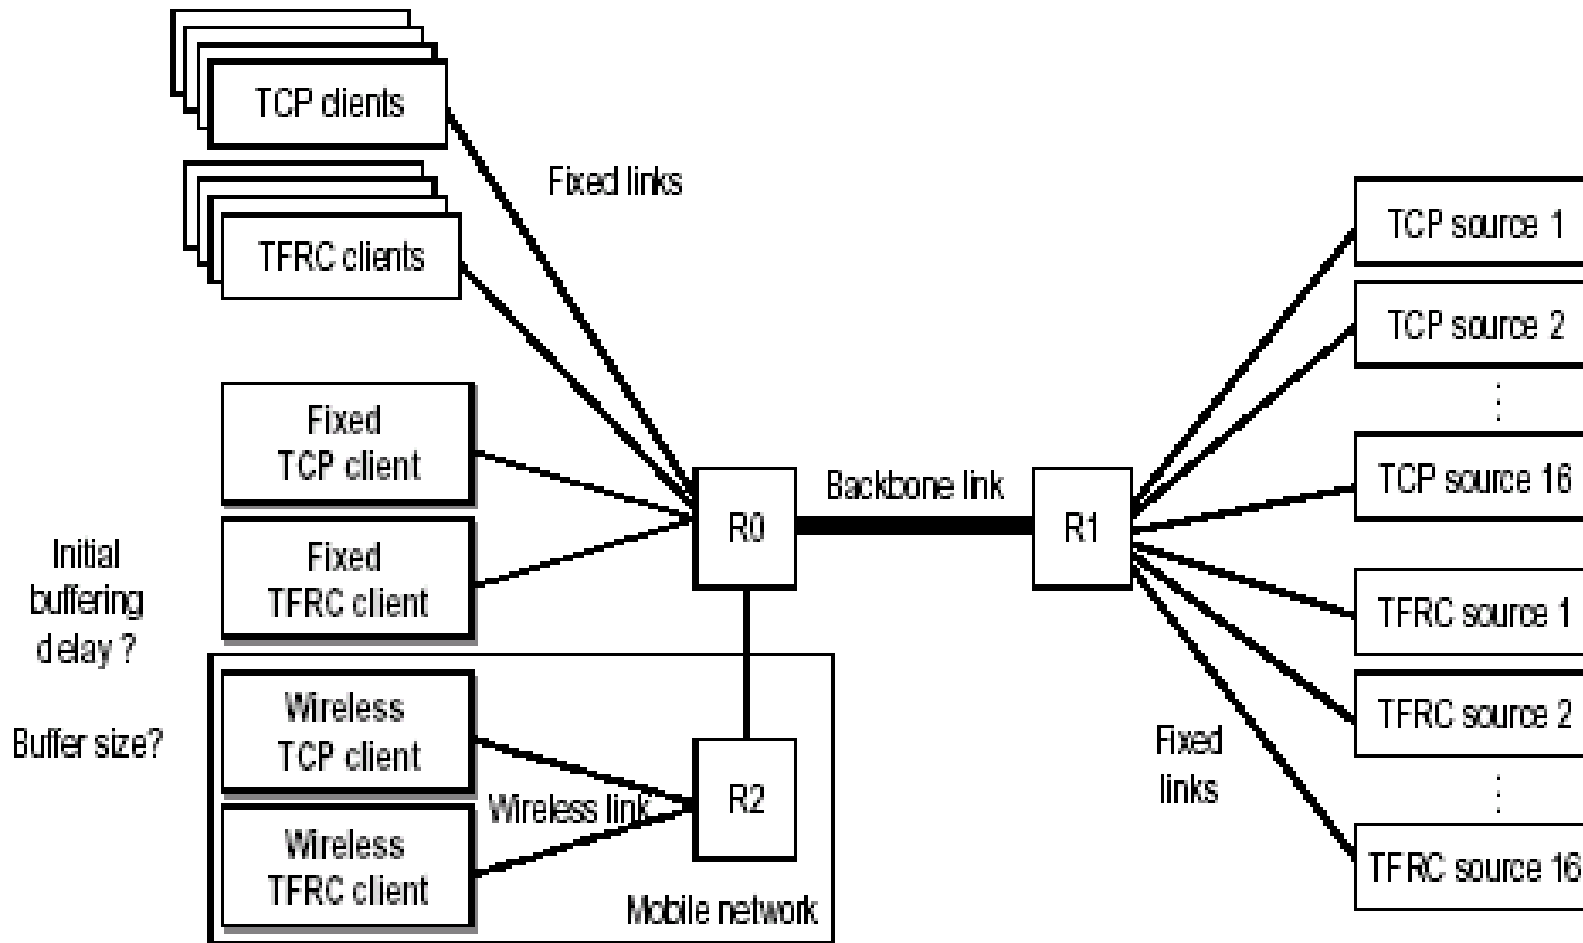 TCP clients
Fixed links
TFRC clients
TCP source 1
TCP source 2
Fixed
TCP client
TCP source 16
Backbone link
R0
R1
Initial
buffering
delay ?
Fixed
TFRC client
TFRC source 1
Wireless
TCP client
TFRC source 2
Buffer size?
Fixed
links
Wireless link
R2
Wireless
TFRC client
TFRC source 16
Mobile network